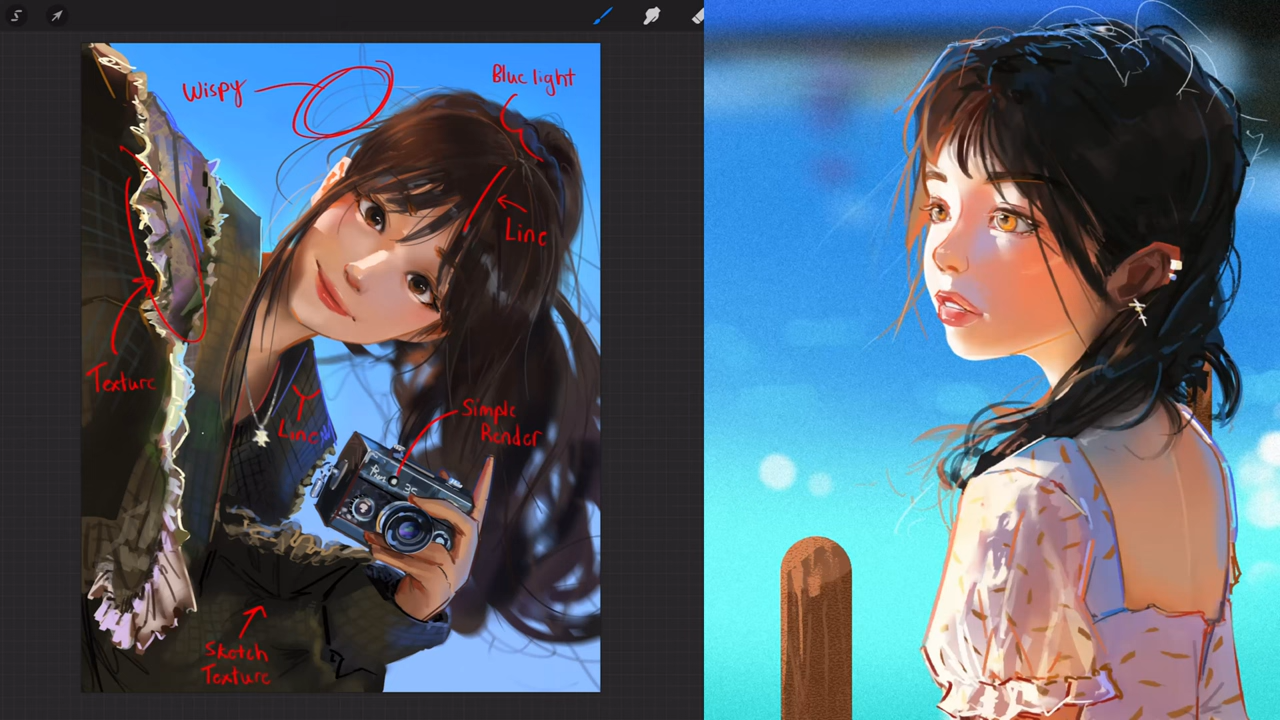 Wispy
Blue light
Line
Texture
Line
Simple
Render
Sketch
Texture